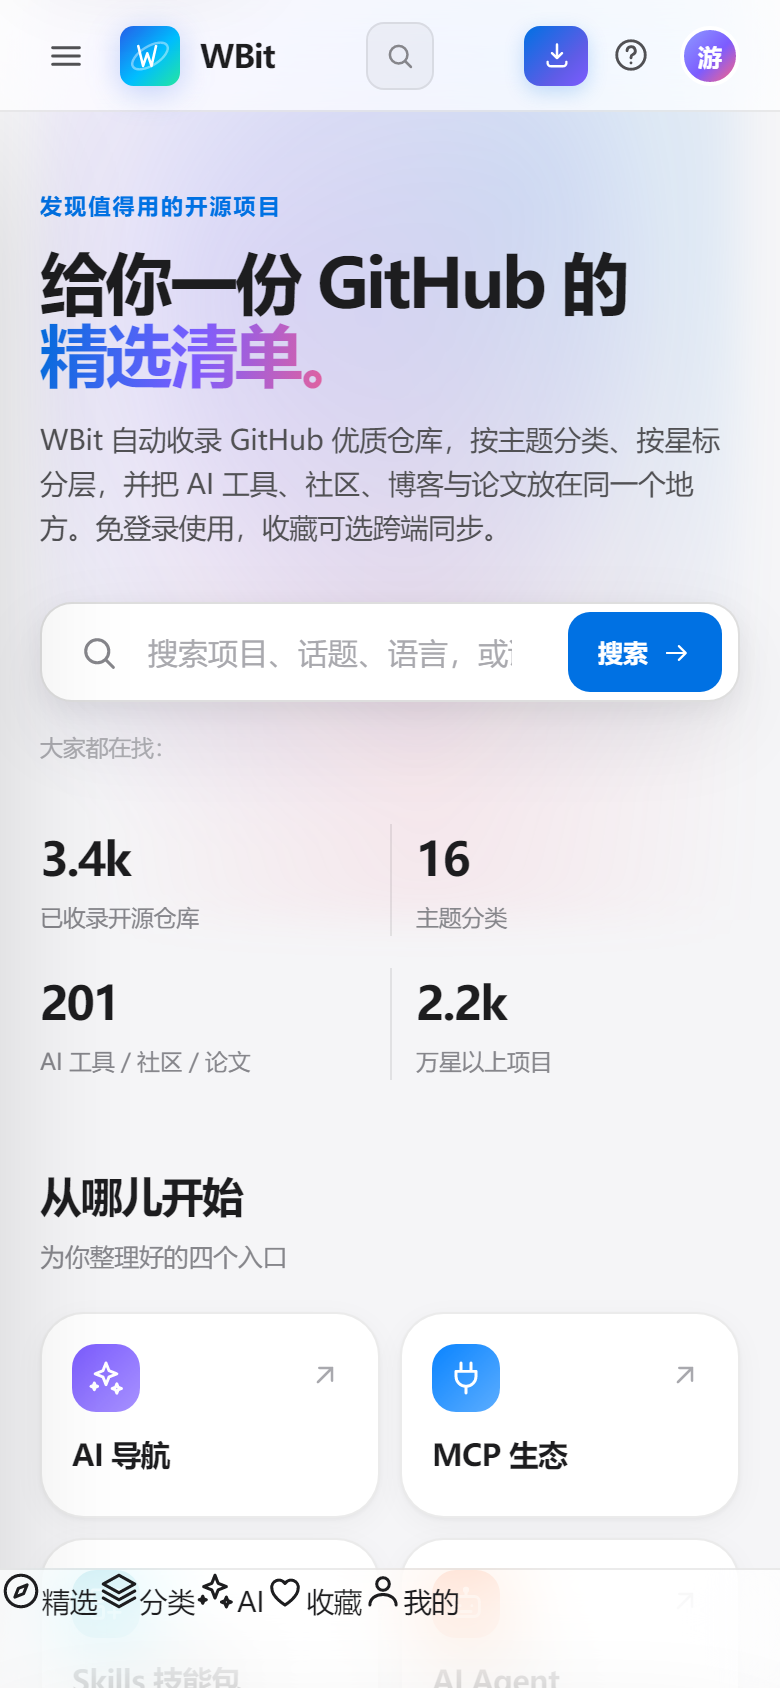 WBit
游
发现值得用的开源项目
给你一份 GitHub 的
精选清单。
WBit 自动收录 GitHub 优质仓库，按主题分类、按星标
分层，并把 AI 工具、社区、博客与论文放在同一个地
方。免登录使用，收藏可选跨端同步。
搜索项目、话题、语言，或
搜索
大家都在找：
3.4k
16
已收录开源仓库
主题分类
201
2.2k
AI 工具 / 社区 / 论文
万星以上项目
从哪儿开始
为你整理好的四个入口
AI 导航
MCP 生态
精选 分类 AI 收藏 我的
Skills 技能包
AI Agent